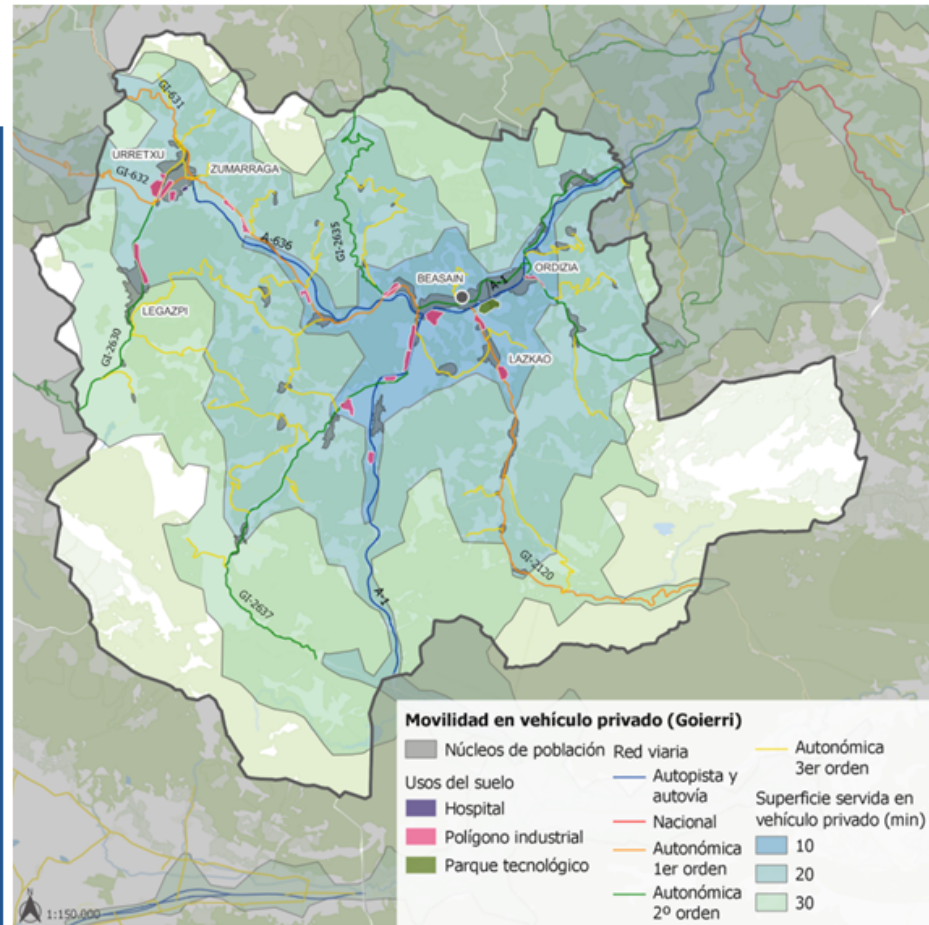 GI-631
URRETXU
GI-632
ZUMARRAGA
A-636
GI-2635
BEASAIN
A-1
ORDIZIA
LEGAZPI
GI-2630
LAZKAO
A-1
GI-2120
GI-2637
Movilidad en vehículo privado (Goierri)
Núcleos de población
Usos del suelo
Hospital
Polígono industrial
Parque tecnológico
Red viaria
Autopista y
autovía
Nacional
Autonómica
1er orden
Autonómica
2º orden
Autonómica
3er orden
Superficie servida en
vehículo privado (min)
10
20
30
N
1:150.000